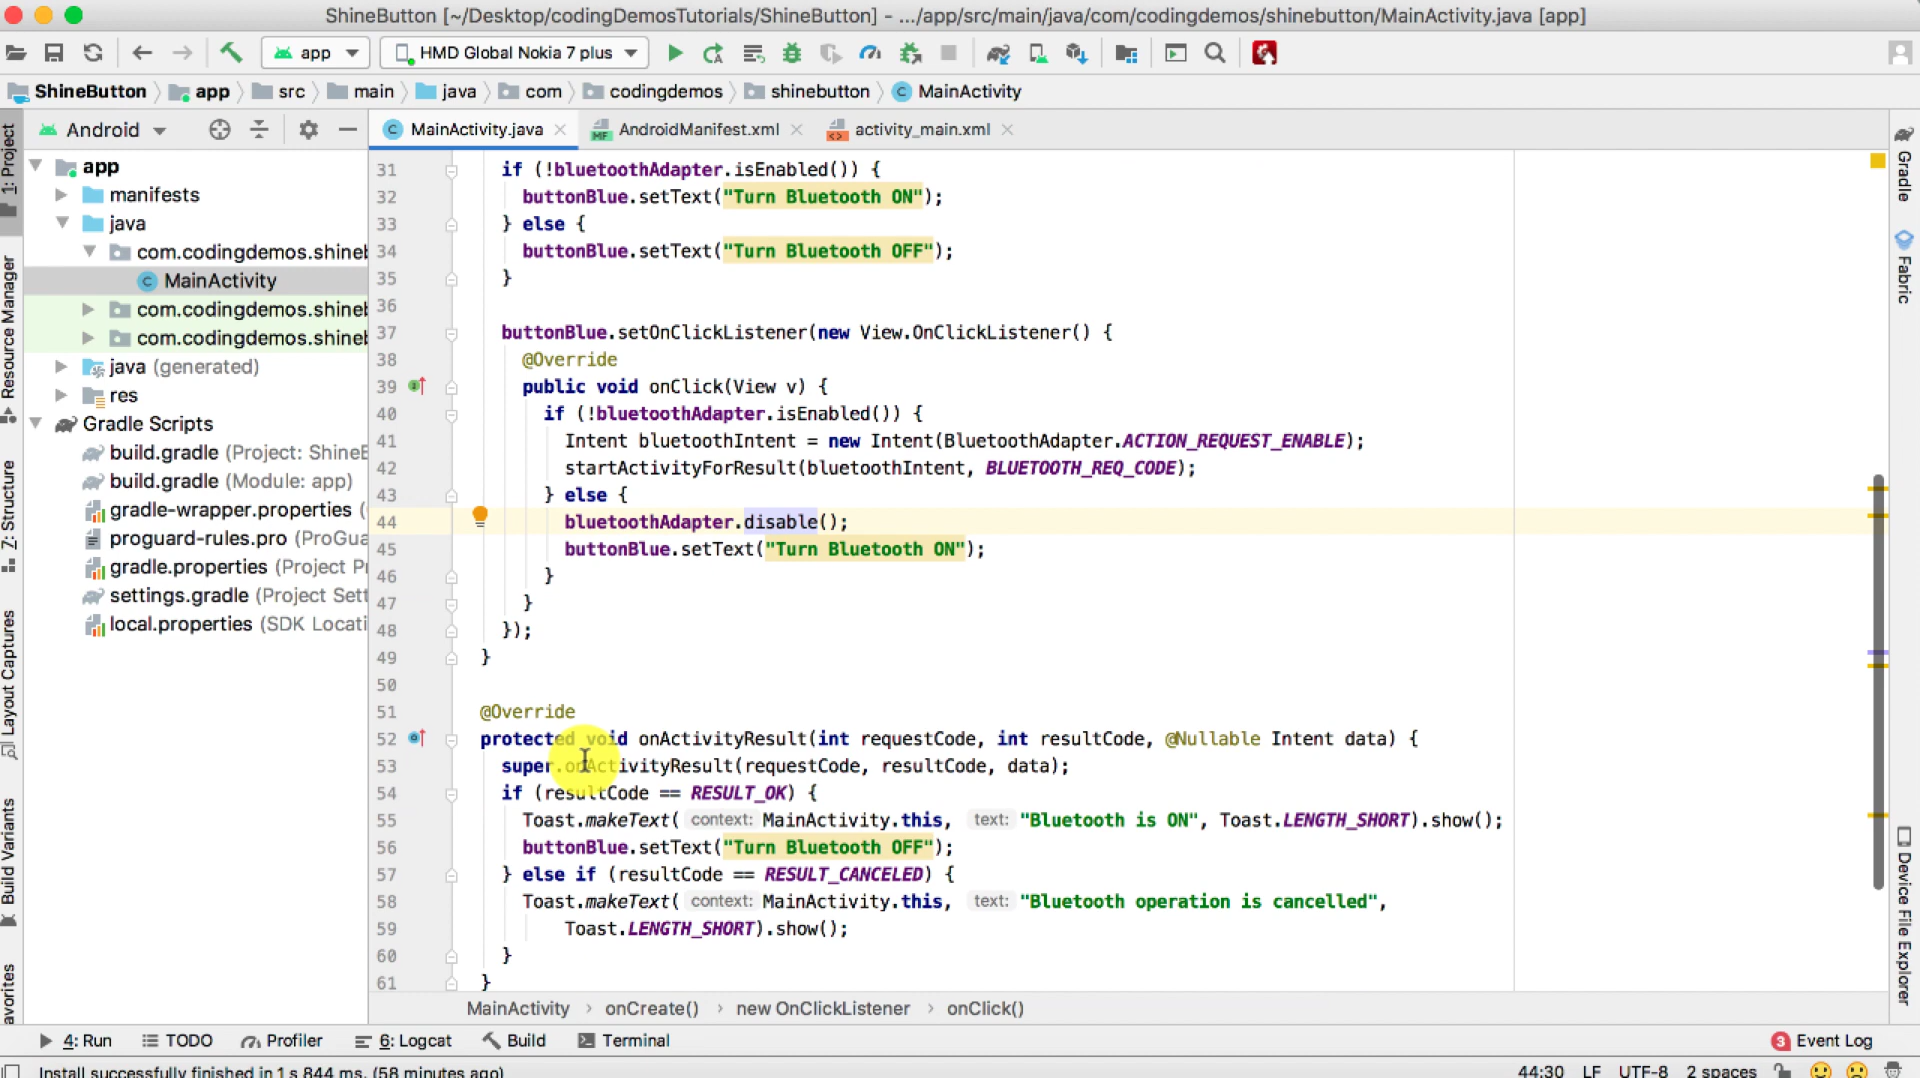 ShineButton [~/Desktop/codingDemosTutorials/ShineButton] - .../app/src/main/java/com/codingdemos/shinebutton/MainActivity.java [app]
app
HMD Global Nokia 7 plus
ShineButton
app
src
main
java
com
codingdemos
shinebutton
MainActivity
Android
MainActivity.java
AndroidManifest.xml
activity_main.xml
1: Project
Resource Manager
Z: Structure
Layout Captures
Build Variants
avorites
app
manifests
java
com.codingdemos.shineb
MainActivity
com.codingdemos.shineb
com.codingdemos.shineb
java (generated)
res
Gradle Scripts
build.gradle (Project: ShineB
build.gradle (Module: app)
gradle-wrapper.properties (
proguard-rules.pro (ProGua
gradle.properties (Project Pr
settings.gradle (Project Sett
local.properties (SDK Locati
31 if (!bluetoothAdapter.isEnabled()) {
32 buttonBlue.setText("Turn Bluetooth ON");
33 } else {
34 buttonBlue.setText("Turn Bluetooth OFF");
35 }
36
37 buttonBlue.setOnClickListener(new View.OnClickListener() {
38 @Override
39 public void onClick(View v) {
40 if (!bluetoothAdapter.isEnabled()) {
41 Intent bluetoothIntent = new Intent(BluetoothAdapter.ACTION_REQUEST_ENABLE);
42 startActivityForResult(bluetoothIntent, BLUETOOTH_REQ_CODE);
43 } else {
44 bluetoothAdapter.disable();
45 buttonBlue.setText("Turn Bluetooth ON");
46 }
47 }
48 });
49 }
50
51 @Override
52 protected void onActivityResult(int requestCode, int resultCode, @Nullable Intent data) {
53 super.onActivityResult(requestCode, resultCode, data);
54 if (resultCode == RESULT_OK) {
55 Toast.makeText( context: MainActivity.this, text: "Bluetooth is ON", Toast.LENGTH_SHORT).show();
56 buttonBlue.setText("Turn Bluetooth OFF");
57 } else if (resultCode == RESULT_CANCELED) {
58 Toast.makeText( context: MainActivity.this, text: "Bluetooth operation is cancelled",
59 Toast.LENGTH_SHORT).show();
60 }
61 }
MainActivity › onCreate() › new OnClickListener › onClick()
Gradle
Fabric
Device File Explorer
4: Run
TODO
Profiler
6: Logcat
Build
Terminal
3 Event Log
Install successfully finished in 1 s 844 ms. (58 minutes ago)
44:30 LF UTF-8 2 spaces